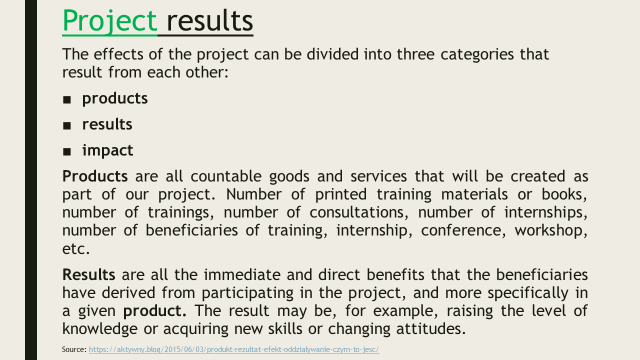 Project results
The effects of the project can be divided into three categories that
result from each other:
■ products
■ results
■ impact
Products are all countable goods and services that will be created as
part of our project. Number of printed training materials or books,
number of trainings, number of consultations, number of internships,
number of beneficiaries of training, internship, conference, workshop,
etc.
Results are all the immediate and direct benefits that the beneficiaries
have derived from participating in the project, and more specifically in
a given product. The result may be, for example, raising the level of
knowledge or acquiring new skills or changing attitudes.
Source: https://aktywny.blog/2015/06/03/produkt-rezultat-efekt-oddzialywanie-czym-to-jesc/